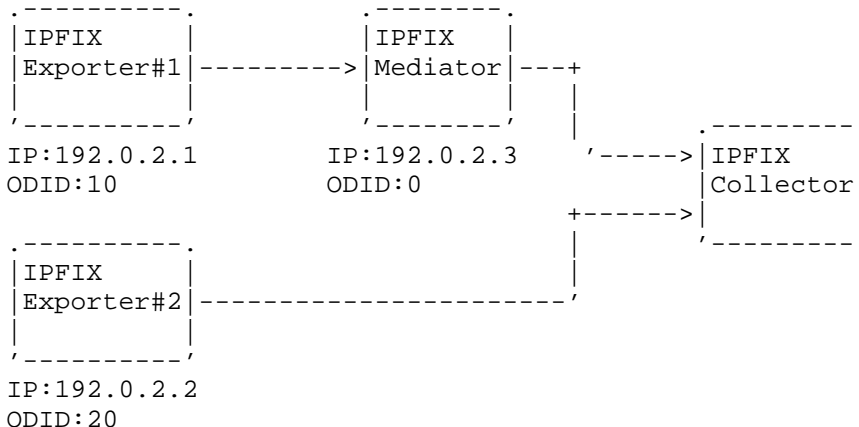 IPFIX IPFIX
Exporter#1 Mediator
IP:192.0.2.1 IP:192.0.2.3 IPFIX
ODID:10 ODID:0 Collector
IPFIX
Exporter#2
IP:192.0.2.2
ODID:20